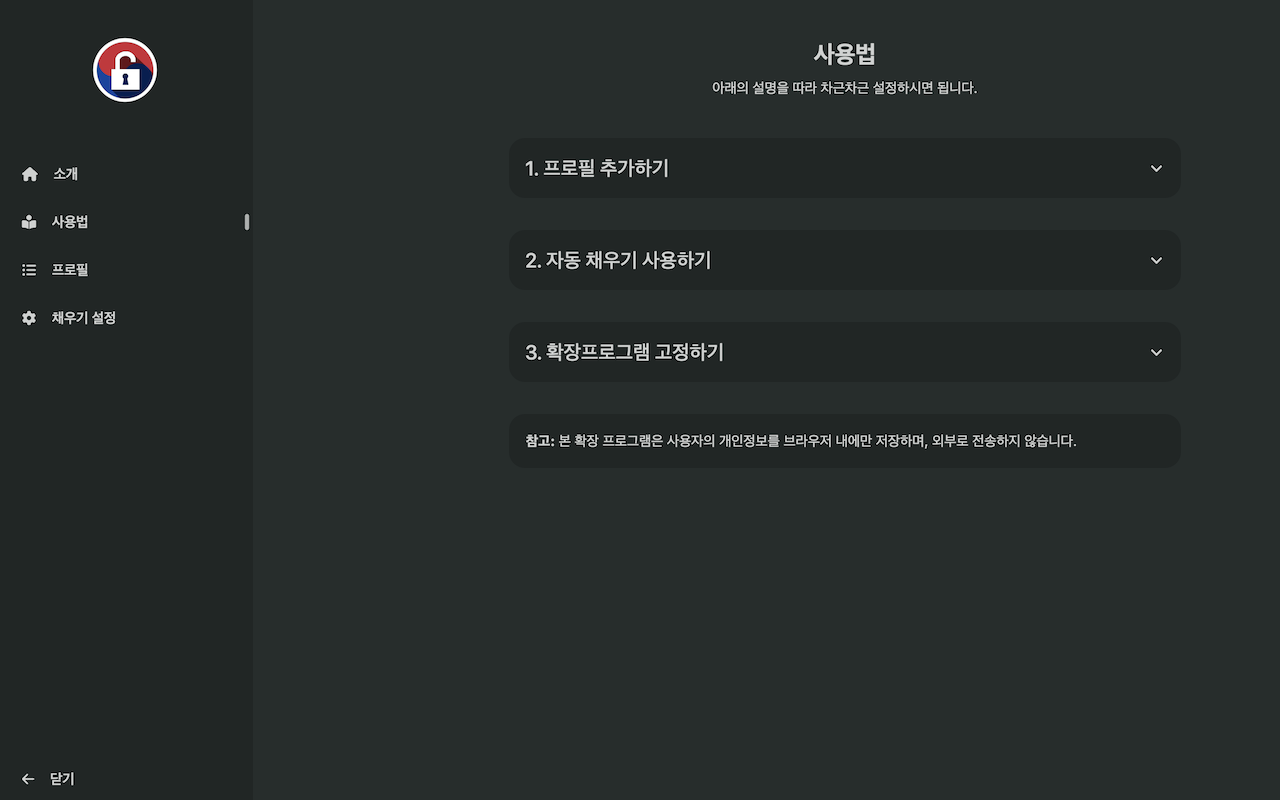 소개
사용법
프로필
채우기 설정
닫기
사용법
아래의 설명을 따라 차근차근 설정하시면 됩니다.
1. 프로필 추가하기
2. 자동 채우기 사용하기
3. 확장프로그램 고정하기
참고: 본 확장 프로그램은 사용자의 개인정보를 브라우저 내에만 저장하며, 외부로 전송하지 않습니다.